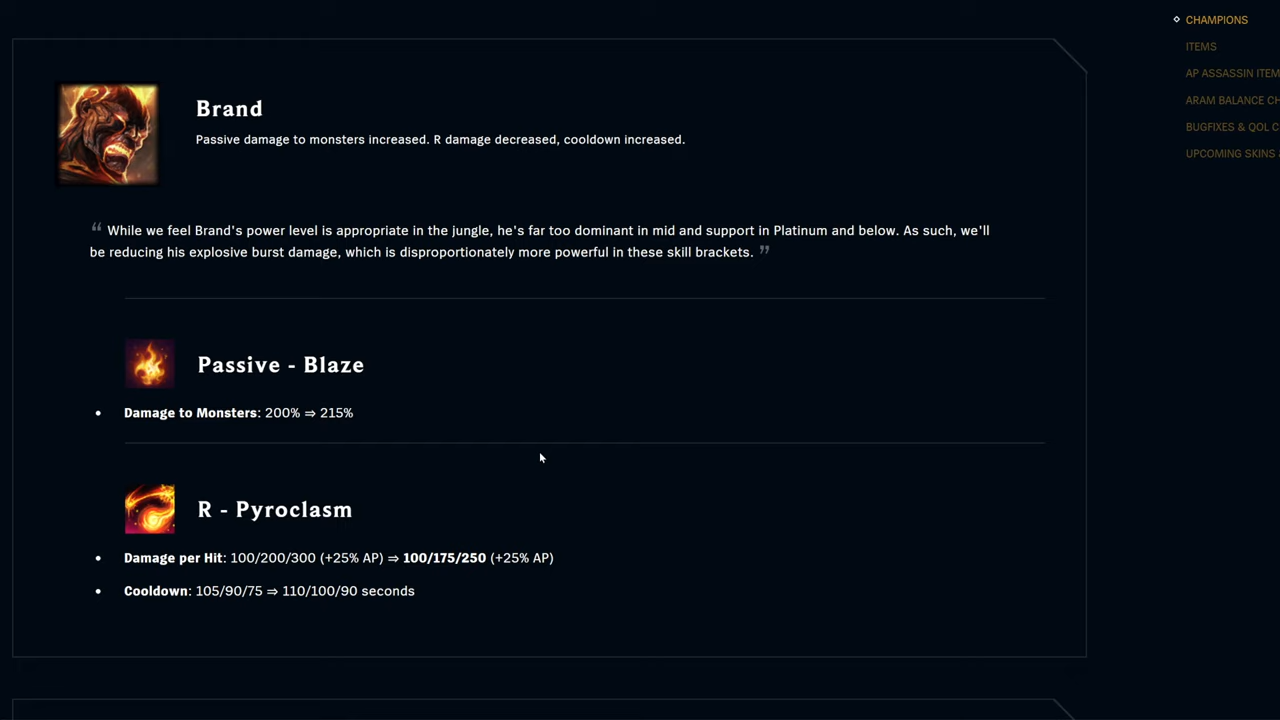 CHAMPIONS
ITEMS
AP ASSASSIN ITEM
ARAM BALANCE CH
BUGFIXES & QOL C
UPCOMING SKINS
Brand
Passive damage to monsters increased. R damage decreased, cooldown increased.
“ While we feel Brand's power level is appropriate in the jungle, he's far too dominant in mid and support in Platinum and below. As such, we'll
be reducing his explosive burst damage, which is disproportionately more powerful in these skill brackets. ”
Passive - Blaze
• Damage to Monsters: 200% ⇒ 215%
R - Pyroclasm
• Damage per Hit: 100/200/300 (+25% AP) ⇒ 100/175/250 (+25% AP)
• Cooldown: 105/90/75 ⇒ 110/100/90 seconds